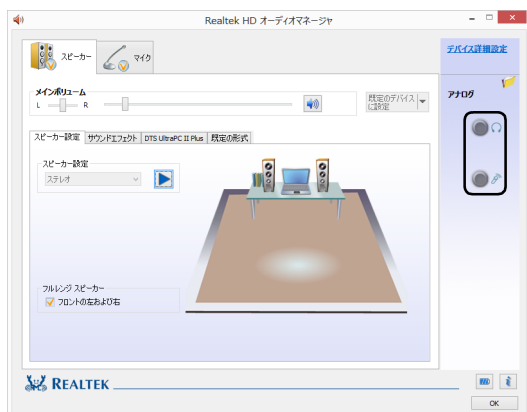 Realtek HD オーディオマネージャ
スピーカー
マイク
デバイス詳細設定
メインボリューム
L
R
既定のデバイス
に設定
アナログ
スピーカー設定
サウンドエフェクト
DTS UltraPC II Plus
既定の形式
スピーカー設定
ステレオ
フルレンジ スピーカー
フロントの左および右
REALTEK
OK